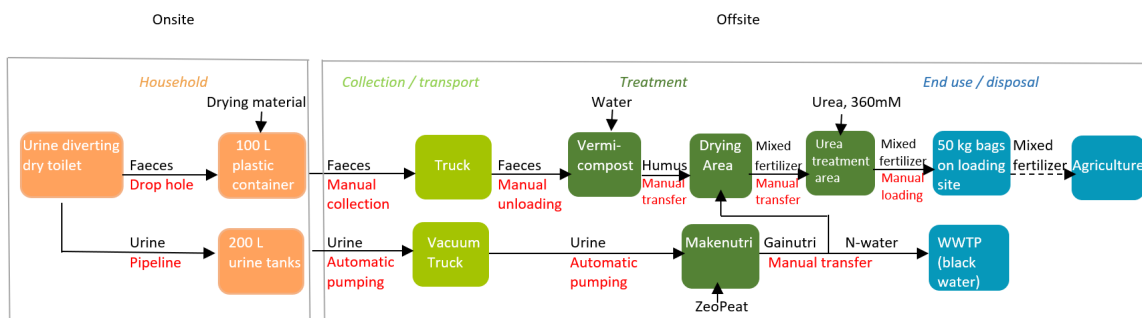 Onsite
Offsite
Household
Collection / transport
Treatment
End use / disposal
Drying material
Water
Urea, 360mM
Urine diverting
dry toilet
Faeces
Drop hole
100 L
plastic
container
Faeces
Manual
collection
Truck
Faeces
Manual
unloading
Vermi-
compost
Humus
Manual
transfer
Drying
Area
Mixed
fertilizer
Manual
transfer
Urea
treatment
area
Mixed
fertilizer
Manual
loading
50 kg bags
on loading
site
Mixed
fertilizer
Agriculture
Urine
Pipeline
200 L
urine tanks
Urine
Automatic
pumping
Vacuum
Truck
Urine
Automatic
pumping
Makenutri
Gainutri
Manual transfer
N-water
WWTP
(black
water)
ZeoPeat